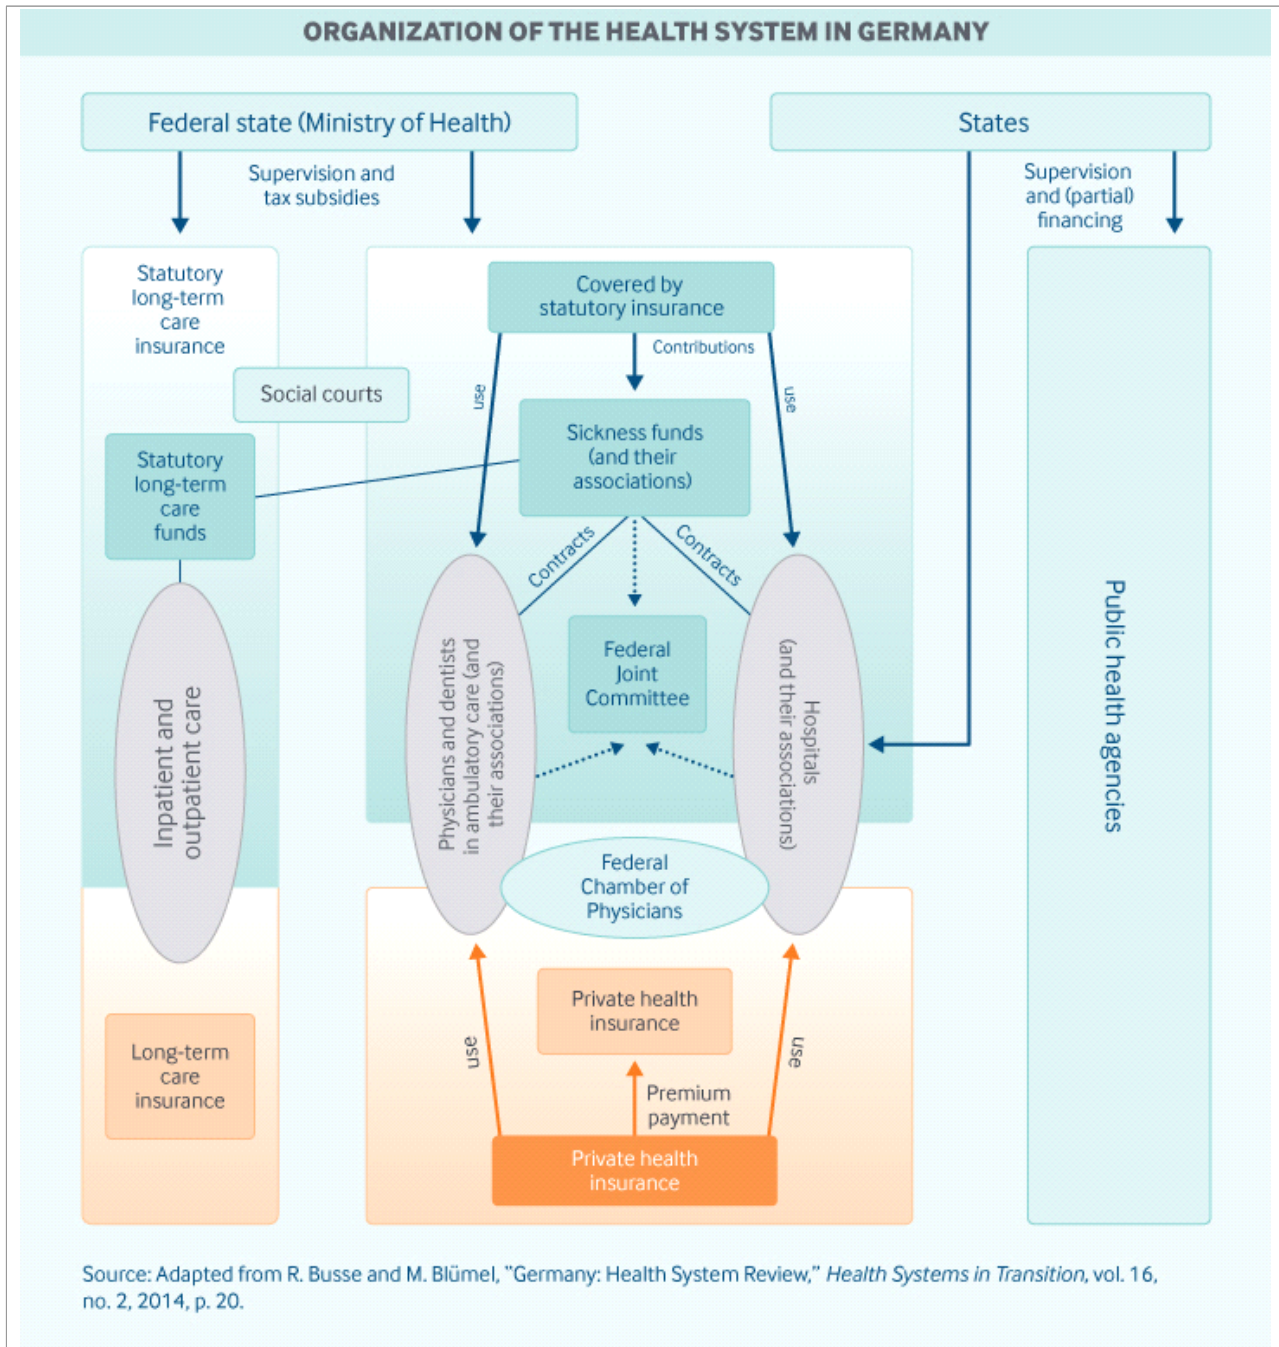 ORGANIZATION OF THE HEALTH SYSTEM IN GERMANY
Federal state (Ministry of Health)
States
Supervision and
tax subsidies
Supervision
and (partial)
financing
Statutory
long-term
care
insurance
Covered by
statutory insurance
Contributions
use
use
Social courts
Sickness funds
(and their
associations)
Statutory
long-term
care
funds
Contracts
Contracts
Federal
Joint
Committee
Inpatient and
outpatient care
Physicians and dentists
in ambulatory care (and
their associations)
Hospitals
(and their associations)
Public health agencies
Federal
Chamber of
Physicians
Private health
insurance
Long-term
care
insurance
use
use
Premium
payment
Private health
insurance
Source: Adapted from R. Busse and M. Blümel, "Germany: Health System Review," Health Systems in Transition, vol. 16,
no. 2, 2014, p. 20.